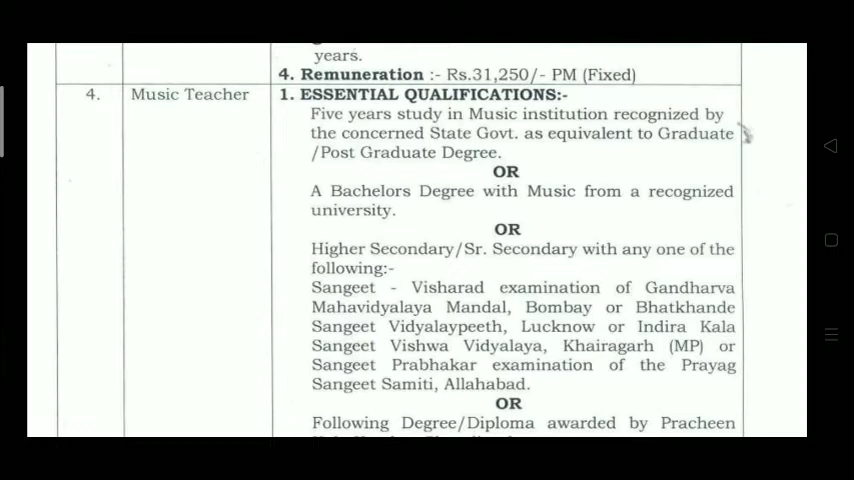 years.
4. Remuneration :- Rs.31,250/- PM (Fixed)
4. Music Teacher 1. ESSENTIAL QUALIFICATIONS:-
Five years study in Music institution recognized by
the concerned State Govt. as equivalent to Graduate
/Post Graduate Degree.
OR
A Bachelors Degree with Music from a recognized
university.
OR
Higher Secondary/Sr. Secondary with any one of the
following:-
Sangeet - Visharad examination of Gandharva
Mahavidyalaya Mandal, Bombay or Bhatkhande
Sangeet Vidyalaypeeth, Lucknow or Indira Kala
Sangeet Vishwa Vidyalaya, Khairagarh (MP) or
Sangeet Prabhakar examination of the Prayag
Sangeet Samiti, Allahabad.
OR
Following Degree/Diploma awarded by Pracheen